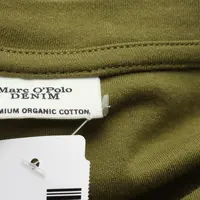 Marc O'Polo
DENIM
MIUM ORGANIC COTTON.